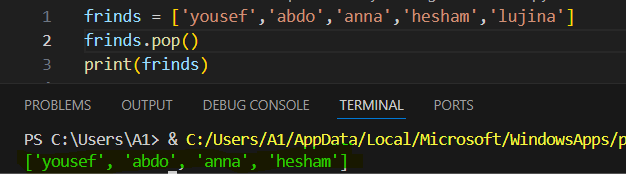 1 frinds = ['yousef','abdo','anna','hesham','lujina']
2 frinds.pop()
3 print(frinds)
PROBLEMS OUTPUT DEBUG CONSOLE TERMINAL PORTS
PS C:\Users\A1> & C:/Users/A1/AppData/Local/Microsoft/WindowsApps/p
['yousef', 'abdo', 'anna', 'hesham']